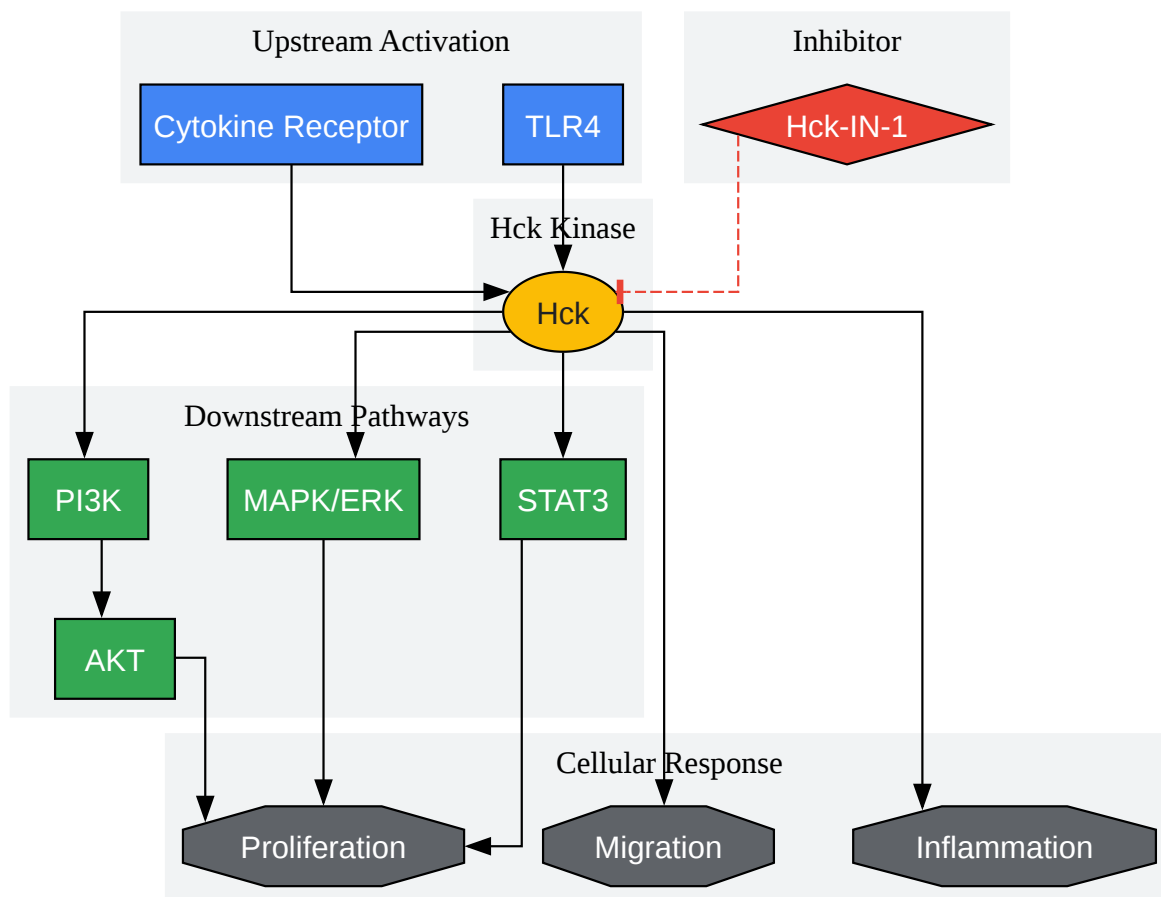 Upstream Activation
Inhibitor
Cytokine Receptor
TLR4
Hck-IN-1
Hck Kinase
Hck
Downstream Pathways
PI3K
MAPK/ERK
STAT3
AKT
Cellular Response
Proliferation
Migration
Inflammation